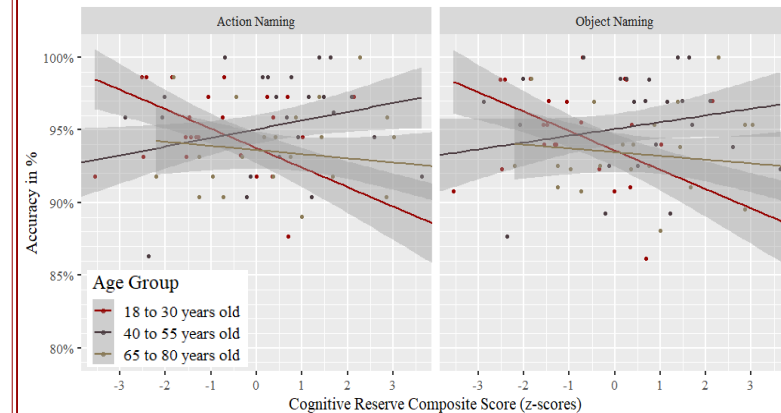 Action Naming
Object Naming
100%
95%
90%
85%
80%
Accuracy in %
Age Group
18 to 30 years old
40 to 55 years old
65 to 80 years old
-3 -2 -1 0 1 2 3
-3 -2 -1 0 1 2 3
Cognitive Reserve Composite Score (z-scores)